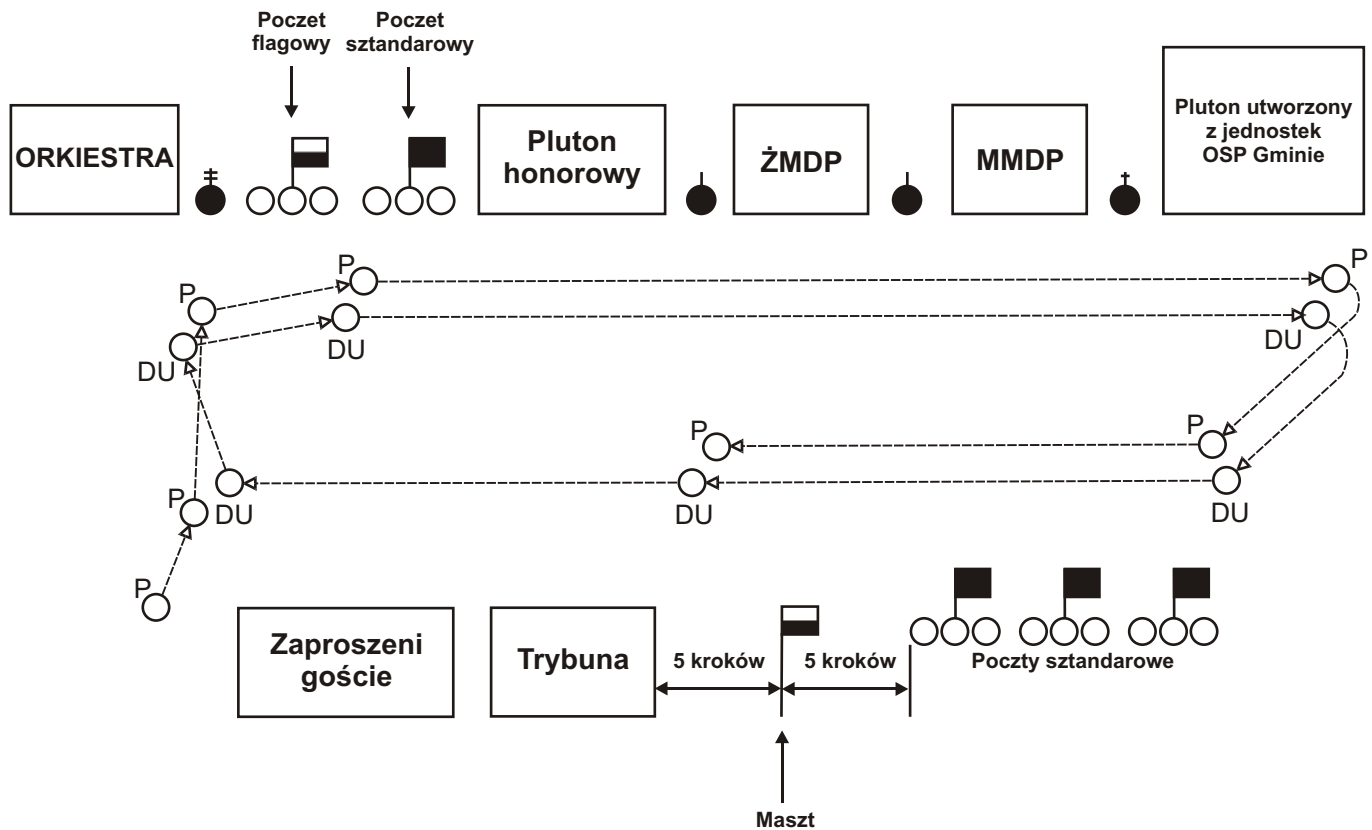 Poczet
flagowy
Poczet
sztandarowy
ORKIESTRA
Pluton
honorowy
ŻMDP
MMDP
Pluton utworzony
z jednostek
OSP Gminie
P
P
P
DU
DU
DU
P
P
DU
DU
DU
P
P
Zaproszeni
goście
Trybuna
5 kroków
5 kroków
Poczty sztandarowe
Maszt